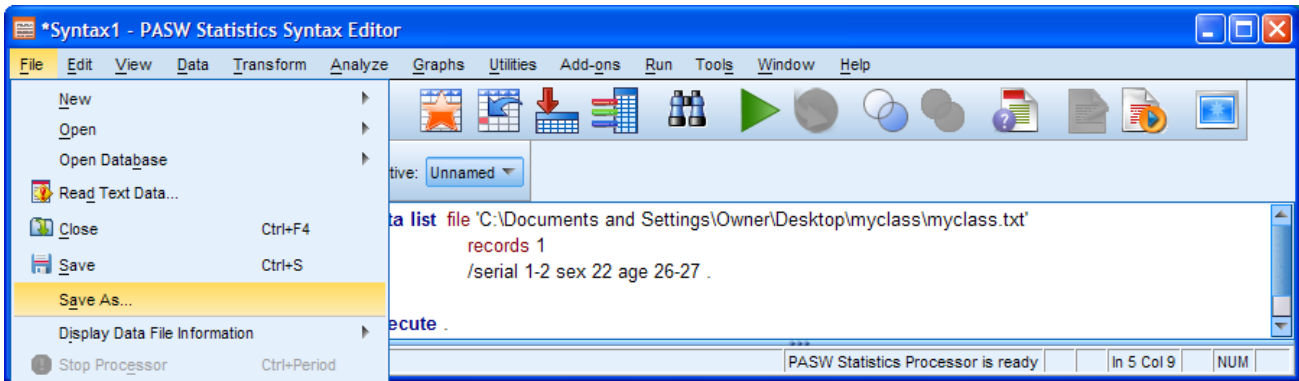 *Syntax1 - PASW Statistics Syntax Editor
File Edit View Data Transform Analyze Graphs Utilities Add-ons Run Tools Window Help
New
Open
Open Database
Read Text Data...
Close Ctrl+F4
Save Ctrl+S
Save As...
Display Data File Information
Stop Processor Ctrl+Period
tive: Unnamed
ta list file 'C:\Documents and Settings\Owner\Desktop\myclass\myclass.txt'
records 1
/serial 1-2 sex 22 age 26-27 .
ecute .
PASW Statistics Processor is ready In 5 Col 9 NUM